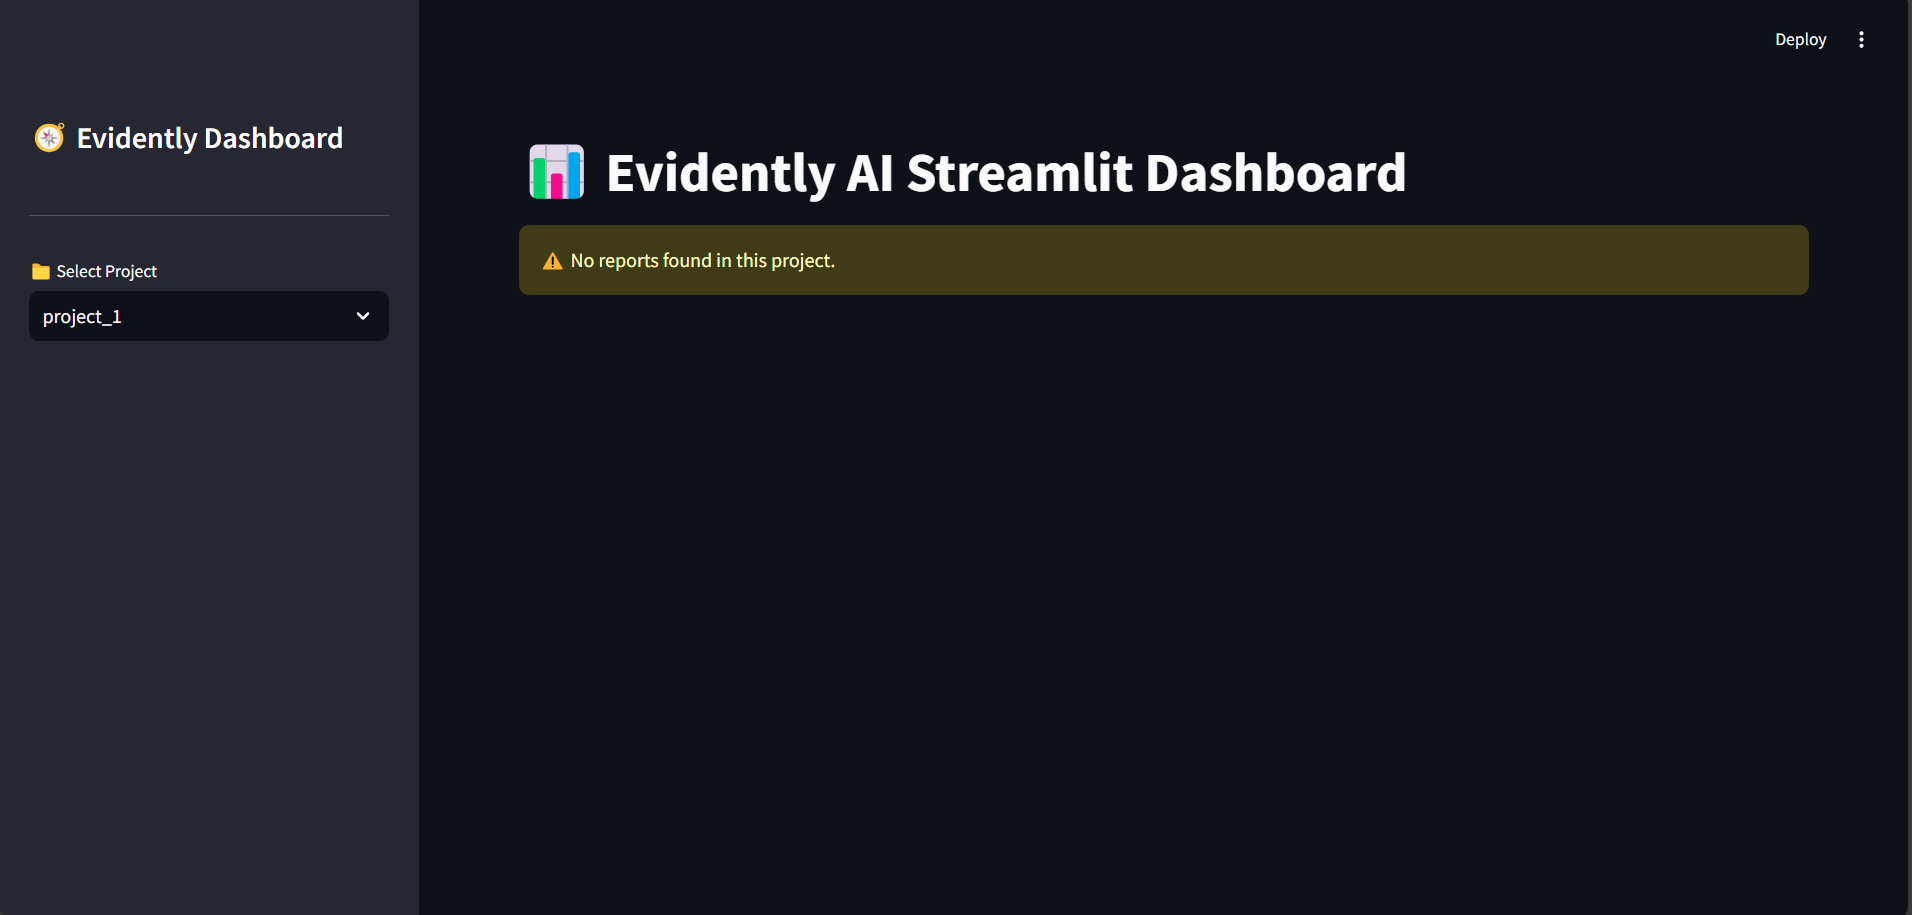 Deploy
Evidently Dashboard
Select Project
project_1
Evidently AI Streamlit Dashboard
No reports found in this project.